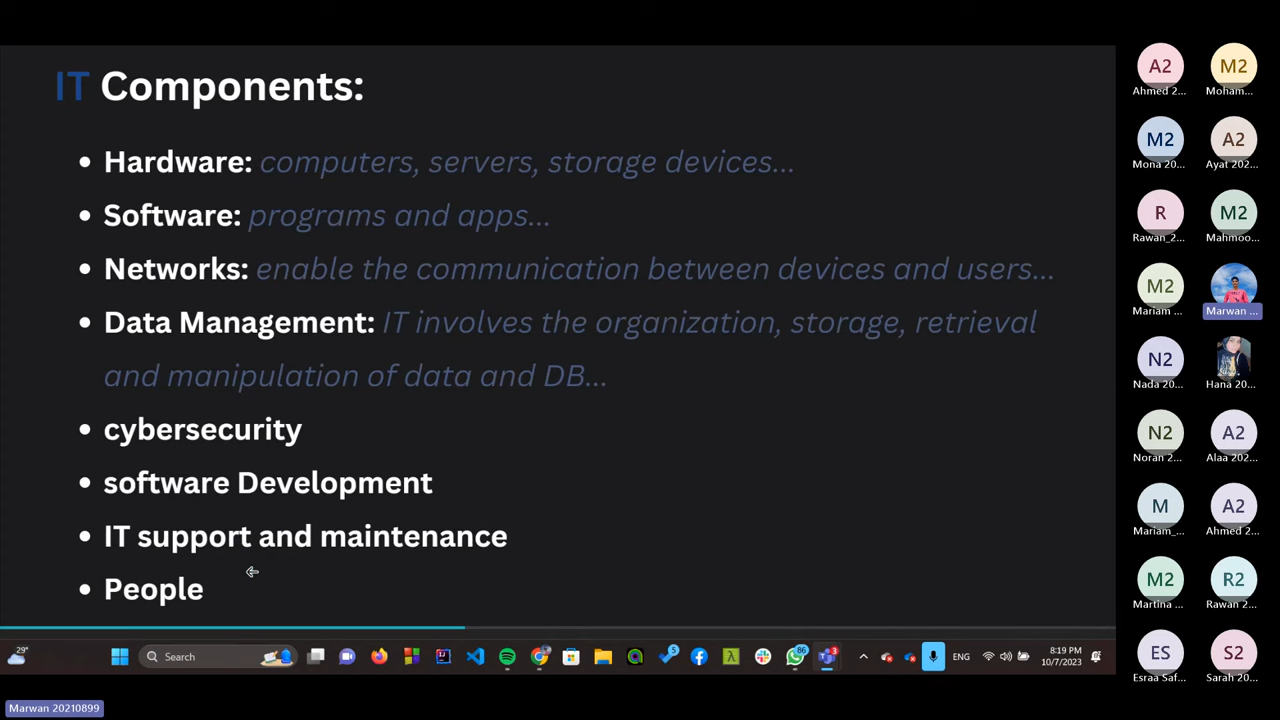 IT Components:
Hardware: computers, servers, storage devices...
Software: programs and apps...
Networks: enable the communication between devices and users...
Data Management: IT involves the organization, storage, retrieval
and manipulation of data and DB...
cybersecurity
software Development
IT support and maintenance
People
A2 M2
Ahmed 2... Moham...
M2 A2
Mona 20... Ayat 202...
R M2
Rawan_2... Mahmoo...
M2
Mariam ... Marwan ...
N2
Nada 20... Hana 20...
N2 A2
Noran 2... Alaa 202...
M A2
Mariam_... Ahmed 2...
M2 R2
Martina ... Rawan 2...
ES S2
Esraa Saf... Sarah 20...
29° Search 5 86 3 ENG 8:19 PM
10/7/2023
Marwan 20210899